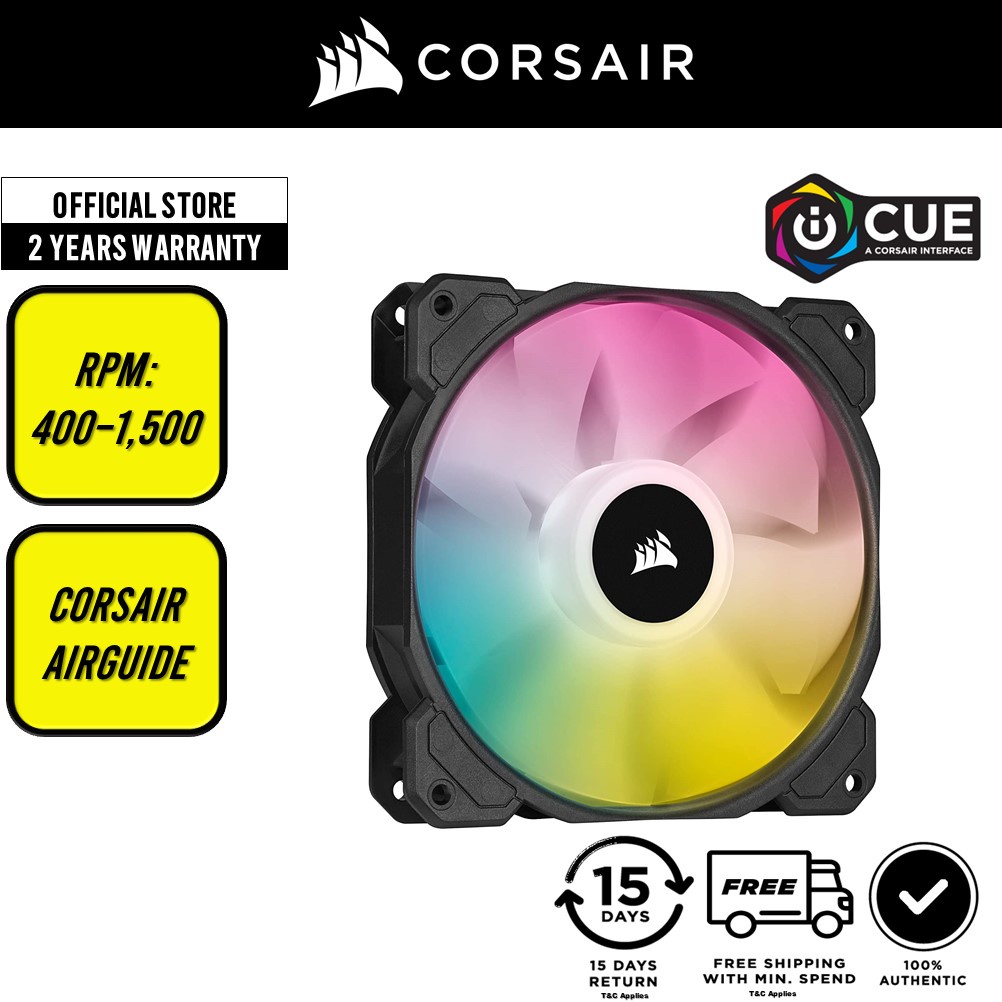 CORSAIR
OFFICIAL STORE
2 YEARS WARRANTY
iCUE
A CORSAIR INTERFACE
RPM:
400-1,500
CORSAIR
AIRGUIDE
15
DAYS
15 DAYS
RETURN
T&C Applies
FREE
FREE SHIPPING
WITH MIN. SPEND
T&C Applies
100%
AUTHENTIC